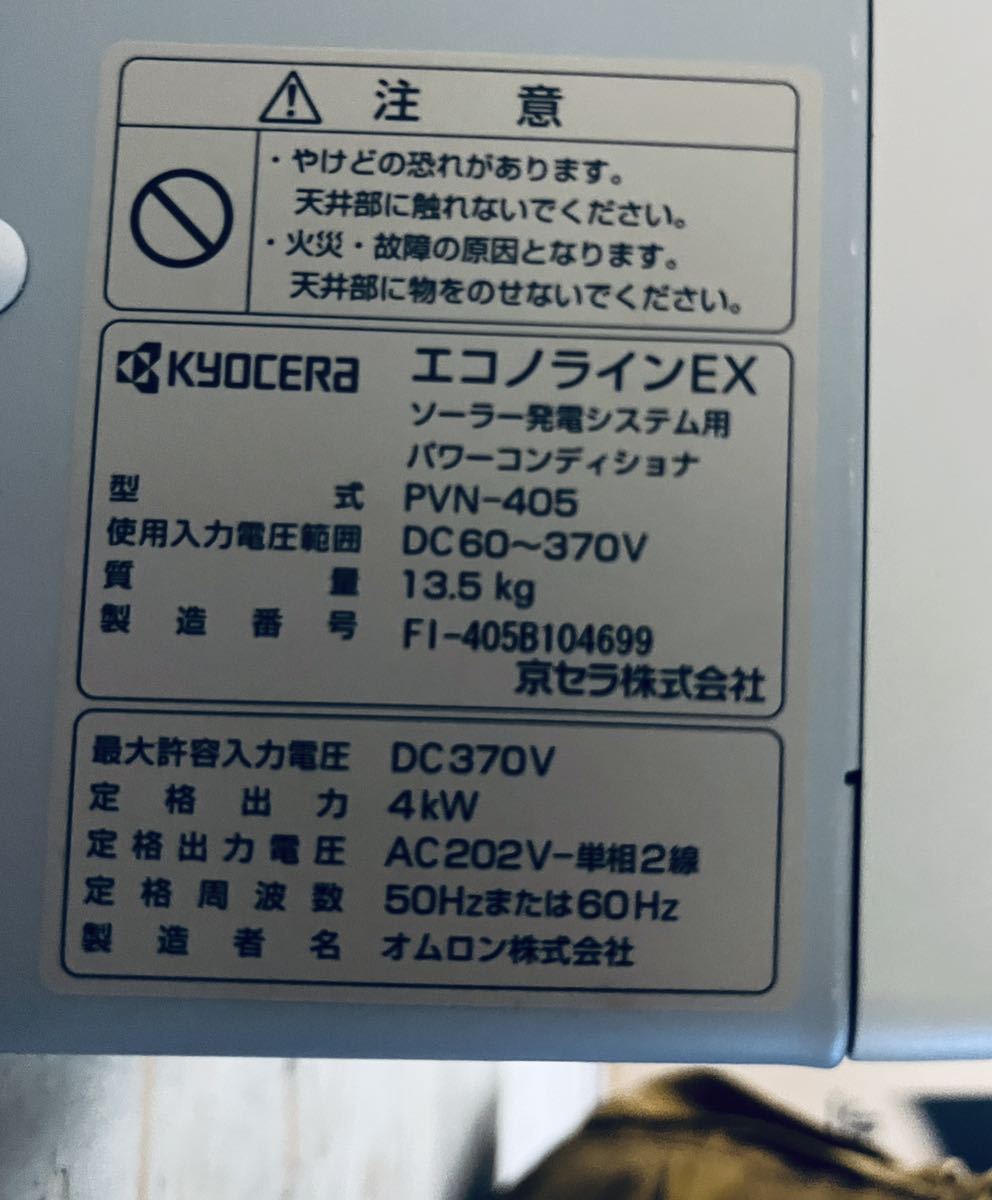 注 意
・やけどの恐れがあります。
天井部に触れないでください。
・火災・故障の原因となります。
天井部に物をのせないでください。
KYOCERA エコノラインEX
ソーラー発電システム用
パワーコンディショナ
型 式 PVN-405
使用入力電圧範囲 DC60〜370V
質 量 13.5 kg
製 造 番 号 FI-405B104699
京セラ株式会社
最大許容入力電圧 DC370V
定 格 出 力 4kW
定格出力電圧 AC202V-単相2線
定格周波数 50Hzまたは60Hz
製 造 者 名 オムロン株式会社